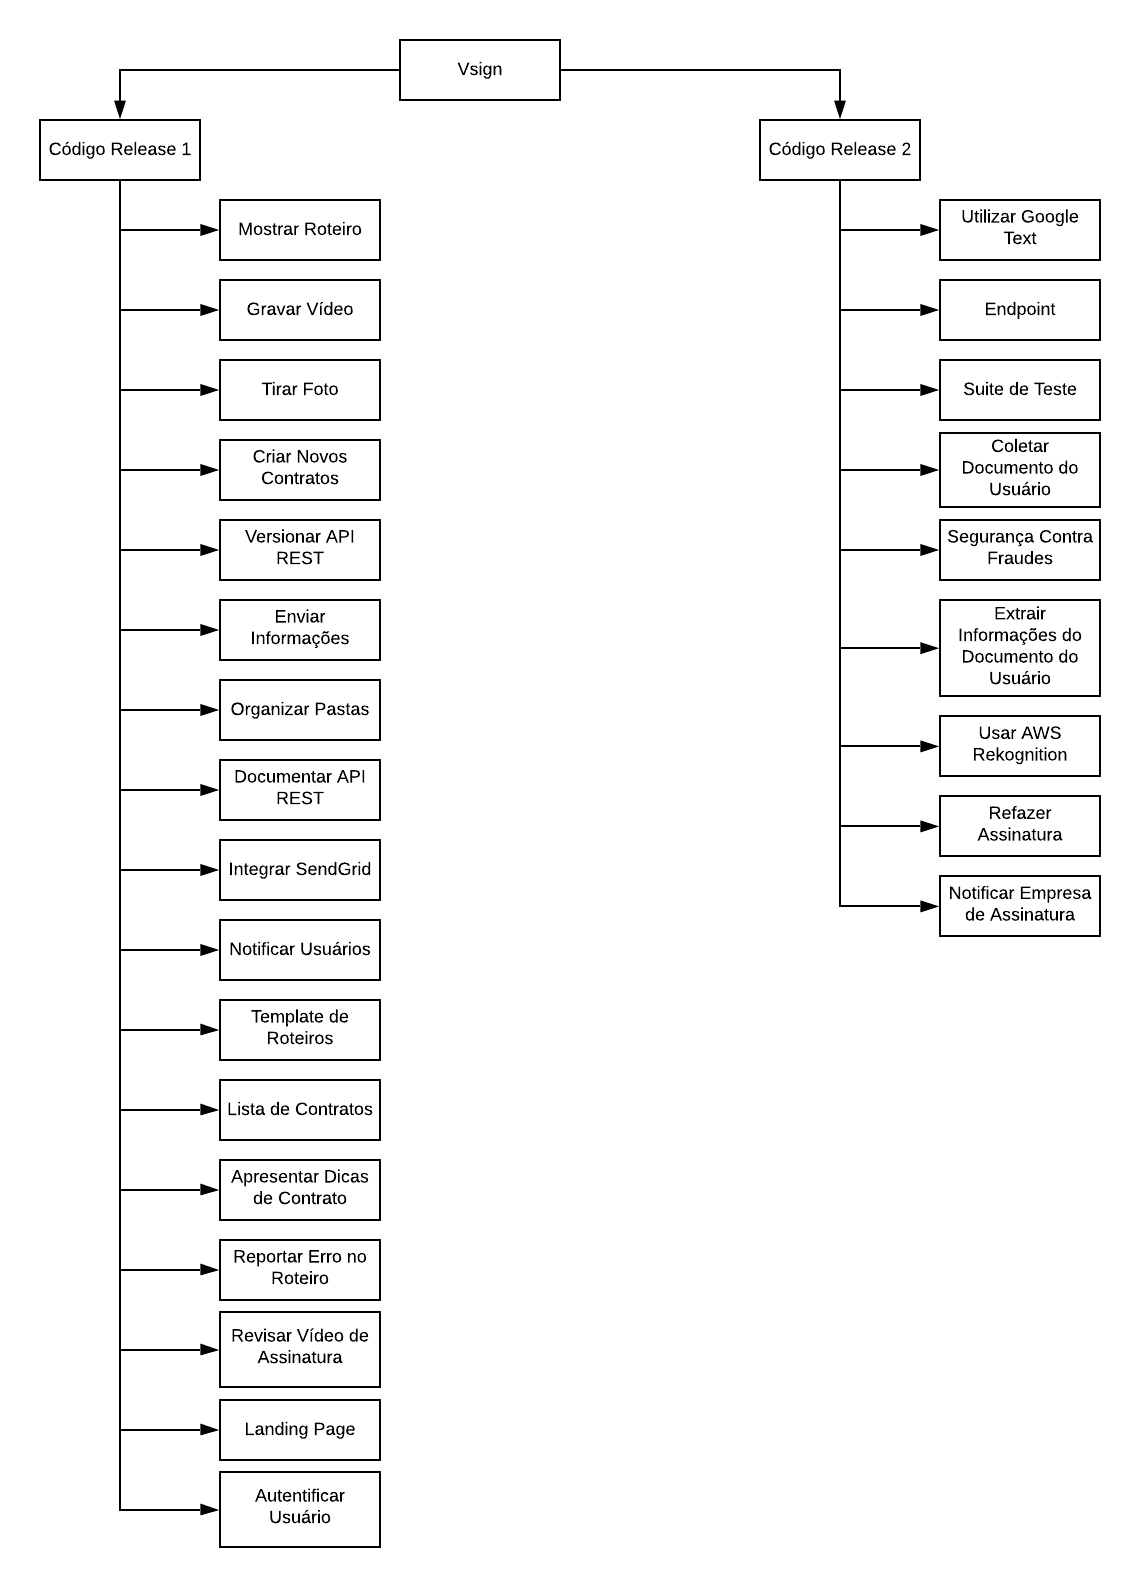 Vsign
Código Release 1
Mostrar Roteiro
Gravar Vídeo
Tirar Foto
Criar Novos
Contratos
Versionar API
REST
Enviar
Informações
Organizar Pastas
Documentar API
REST
Integrar SendGrid
Notificar Usuários
Template de
Roteiros
Lista de Contratos
Apresentar Dicas
de Contrato
Reportar Erro no
Roteiro
Revisar Vídeo de
Assinatura
Landing Page
Autentificar
Usuário
Código Release 2
Utilizar Google
Text
Endpoint
Suite de Teste
Coletar
Documento do
Usuário
Segurança Contra
Fraudes
Extrair
Informações do
Documento do
Usuário
Usar AWS
Rekognition
Refazer
Assinatura
Notificar Empresa
de Assinatura